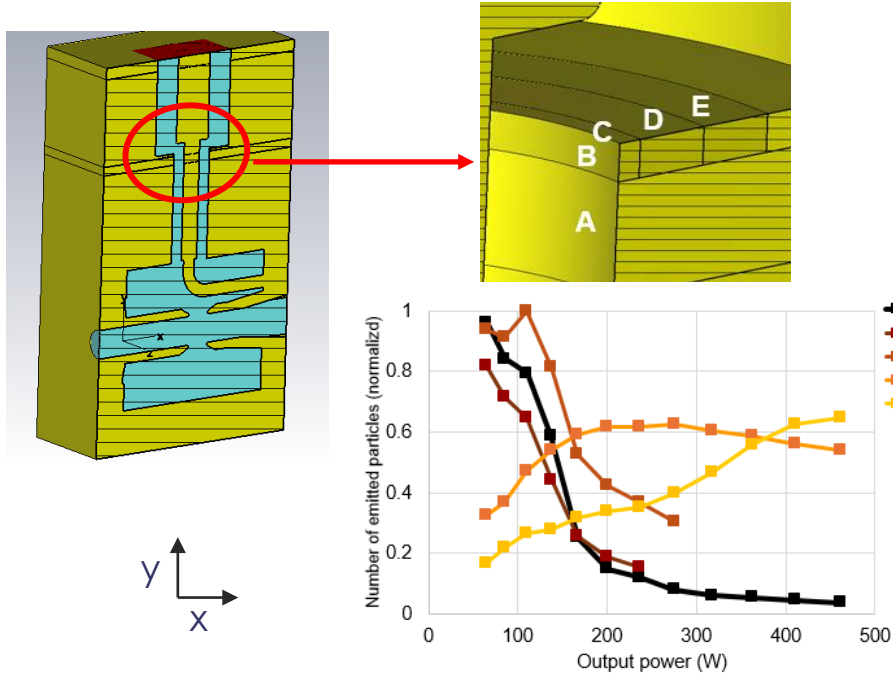 E
D
C
B
A
Y
x
z
y
x
Number of emitted particles (normalizd)
1
0.8
0.6
0.4
0.2
0
0
100
200
300
400
500
Output power (W)